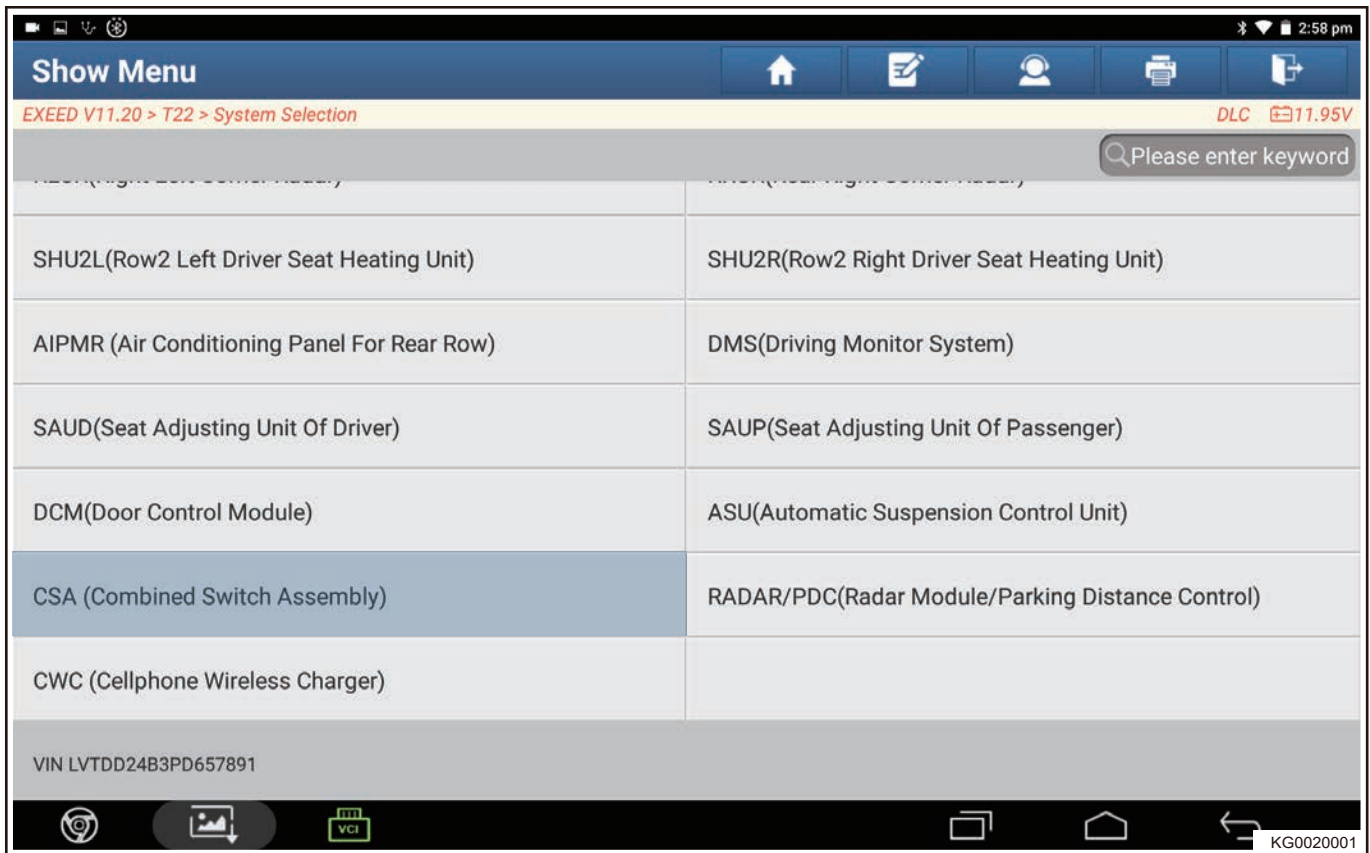 2:58 pm
Show Menu
EXEED V11.20 > T22 > System Selection
DLC 11.95V
Please enter keyword
SHU2L(Row2 Left Driver Seat Heating Unit)
SHU2R(Row2 Right Driver Seat Heating Unit)
AIPMR (Air Conditioning Panel For Rear Row)
DMS(Driving Monitor System)
SAUD(Seat Adjusting Unit Of Driver)
SAUP(Seat Adjusting Unit Of Passenger)
DCM(Door Control Module)
ASU(Automatic Suspension Control Unit)
CSA (Combined Switch Assembly)
RADAR/PDC(Radar Module/Parking Distance Control)
CWC (Cellphone Wireless Charger)
VIN LVTDD24B3PD657891
VCI
KG0020001